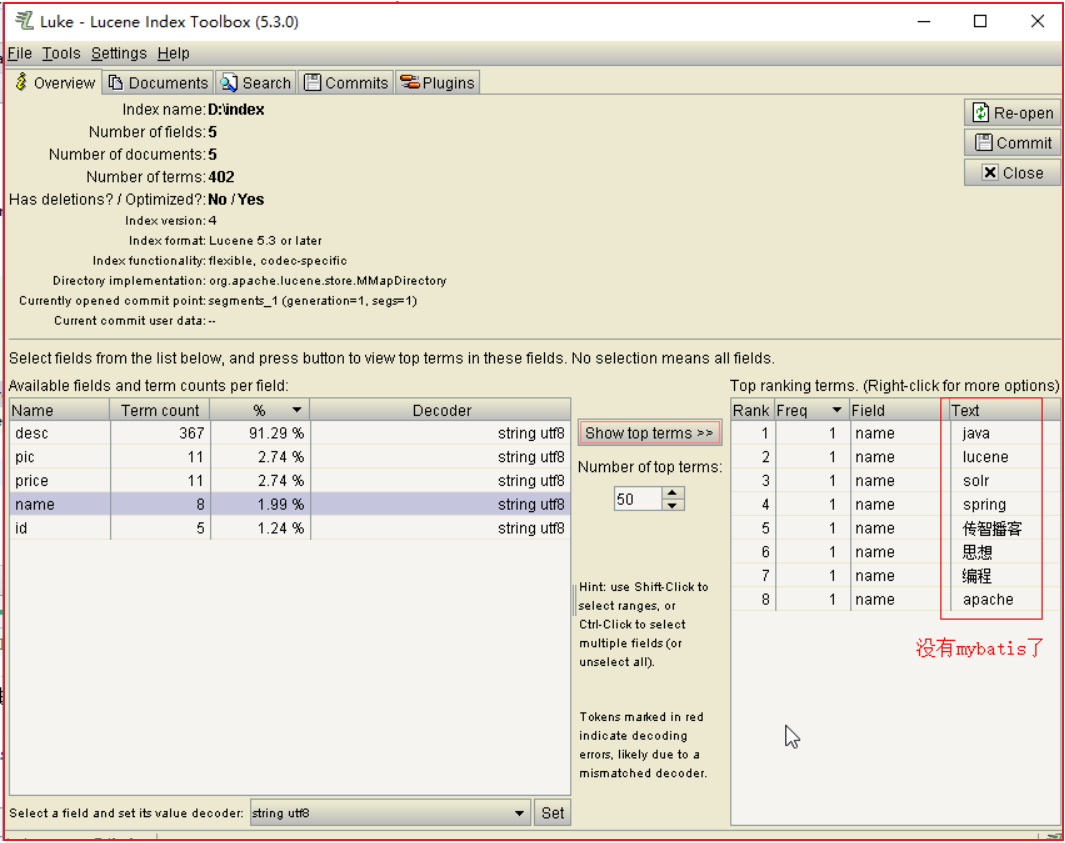 Luke - Lucene Index Toolbox (5.3.0)
File Tools Settings Help
Overview Documents Search Commits Plugins
Index name: D:\index
Number of fields: 5
Number of documents: 5
Number of terms: 402
Has deletions? / Optimized?: No / Yes
Index version: 4
Index format: Lucene 5.3 or later
Index functionality: flexible, codec-specific
Directory implementation: org.apache.lucene.store.MMapDirectory
Currently opened commit point: segments_1 (generation=1, segs=1)
Current commit user data: --
Re-open
Commit
Close
Select fields from the list below, and press button to view top terms in these fields. No selection means all fields.
Available fields and term counts per field:
Name Term count % Decoder
desc 367 91.29 % string utf8
pic 11 2.74 % string utf8
price 11 2.74 % string utf8
name 8 1.99 % string utf8
id 5 1.24 % string utf8
Show top terms >>
Number of top terms:
50
Hint: use Shift-Click to
select ranges, or
Ctrl-Click to select
multiple fields (or
unselect all).
Tokens marked in red
indicate decoding
errors, likely due to a
mismatched decoder.
Top ranking terms. (Right-click for more options)
Rank Freq Field Text
1 1 name java
2 1 name lucene
3 1 name solr
4 1 name spring
5 1 name 传智播客
6 1 name 思想
7 1 name 编程
8 1 name apache
没有mybatis了
Select a field and set its value decoder: string utf8 Set